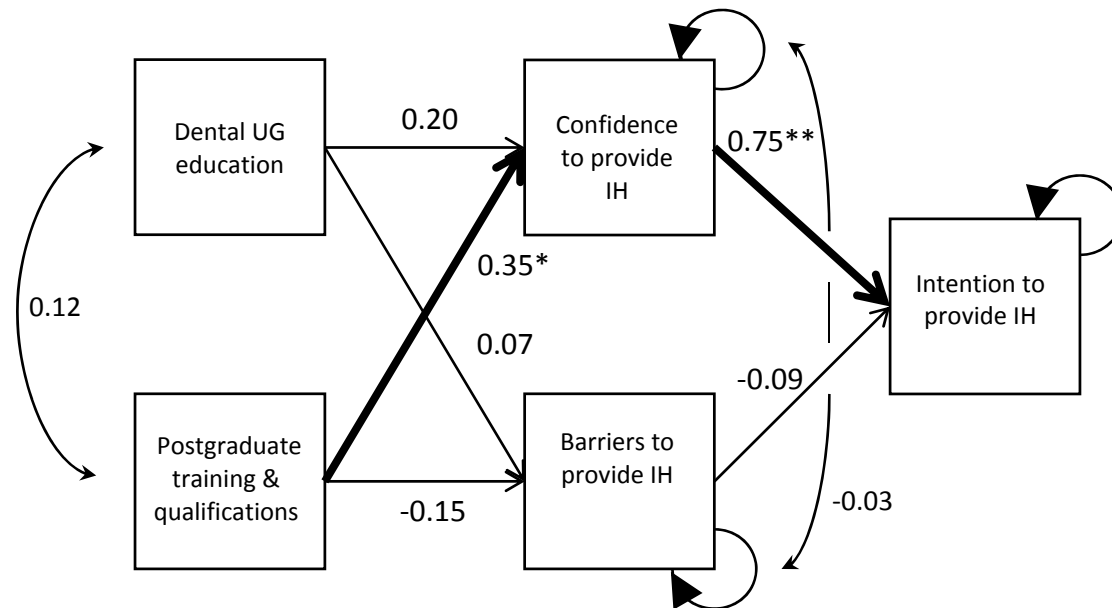 Dental UG
education
0.20
Confidence
to provide
IH
0.75**
0.12
0.35*
0.07
Intention to
provide IH
Postgraduate
training &
qualifications
-0.15
Barriers to
provide IH
-0.09
-0.03